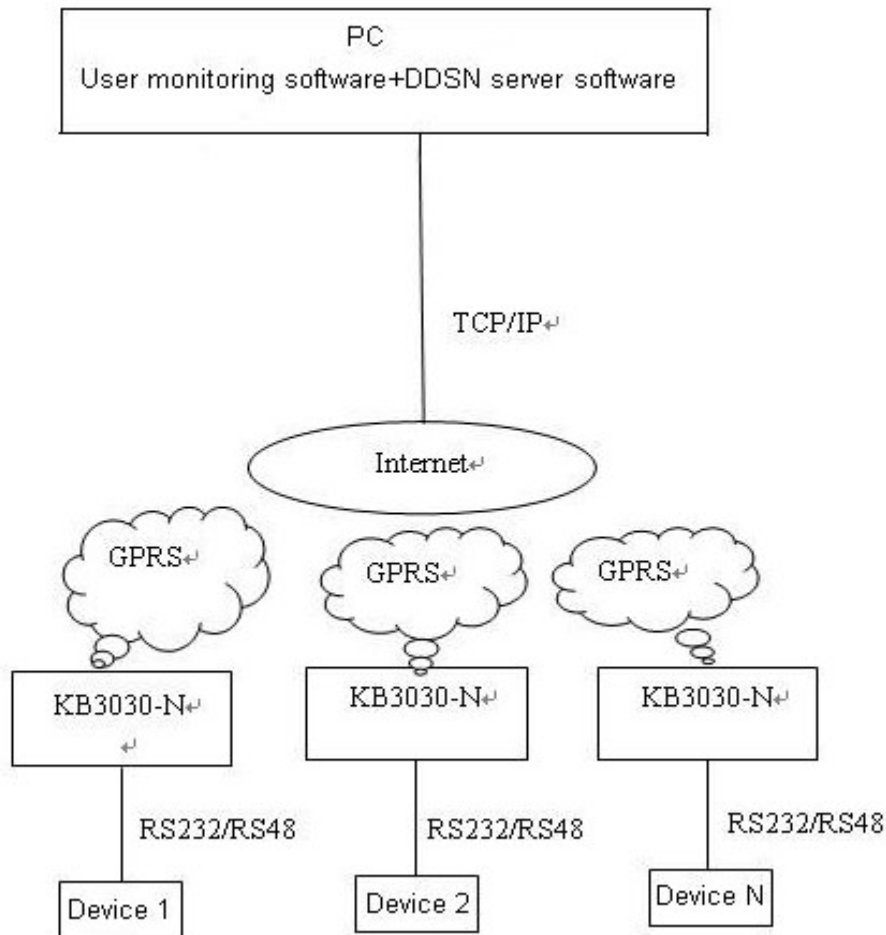 PC
User monitoring software+DDSN server software
TCP/IP↵
Internet↵
GPRS↵
GPRS↵
GPRS↵
KB3030-N↵
↵
KB3030-N↵
KB3030-N↵
RS232/RS48
RS232/RS48
RS232/RS48
Device 1
Device 2
Device N